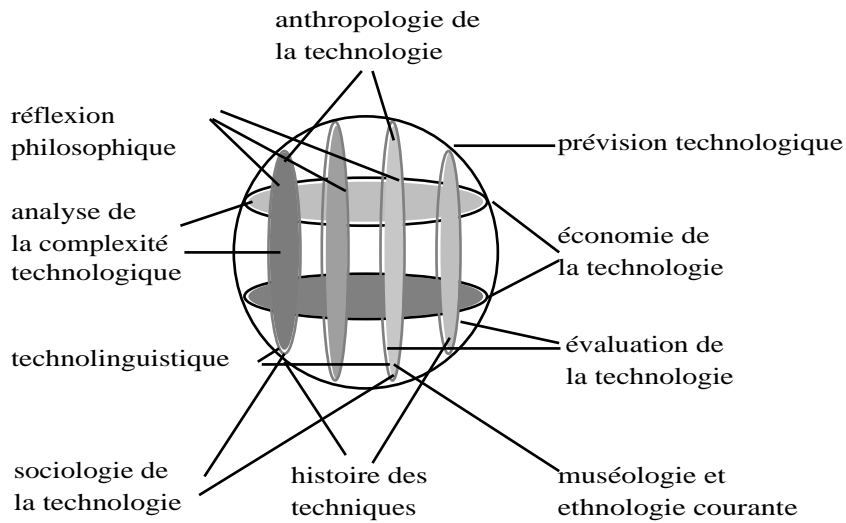 anthropologie de
la technologie
réflexion
philosophique
prévision technologique
analyse de
la complexité
technologique
économie de
la technologie
technolinguistique
évaluation de
la technologie
sociologie de
la technologie
histoire des
techniques
muséologie et
ethnologie courante